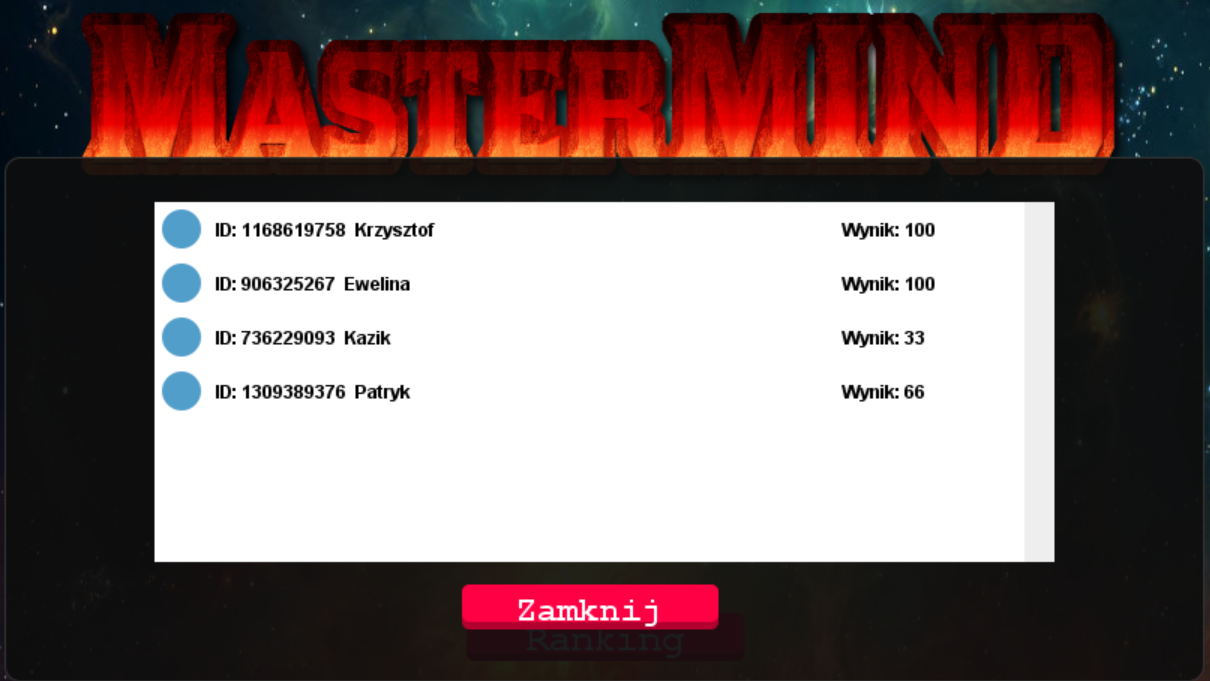 MASTERMIND
ID: 1168619758 Krzysztof Wynik: 100
ID: 906325267 Ewelina Wynik: 100
ID: 736229093 Kazik Wynik: 33
ID: 1309389376 Patryk Wynik: 66
Zamknij
Ranking